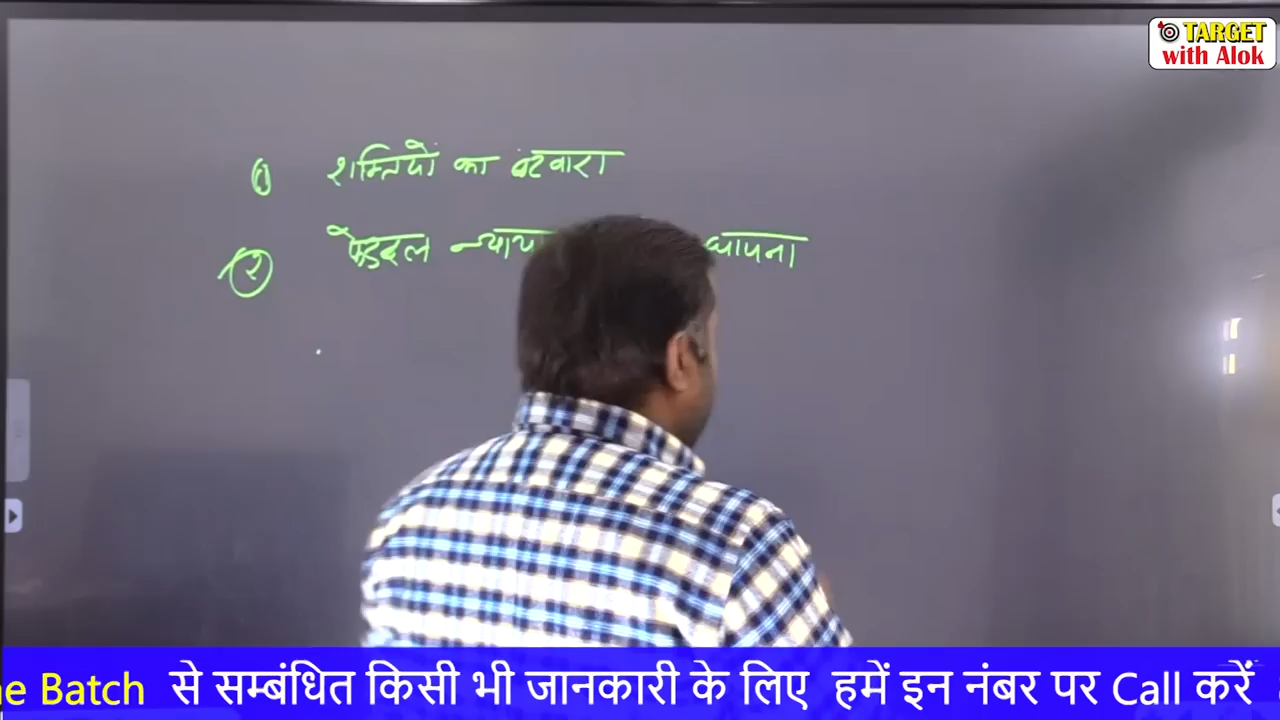 TARGET
with Alok
① शक्तियों का बंटवारा
② फेडरल
e Batch से सम्बंधित किसी भी जानकारी के लिए हमें इन नंबर पर Call करें